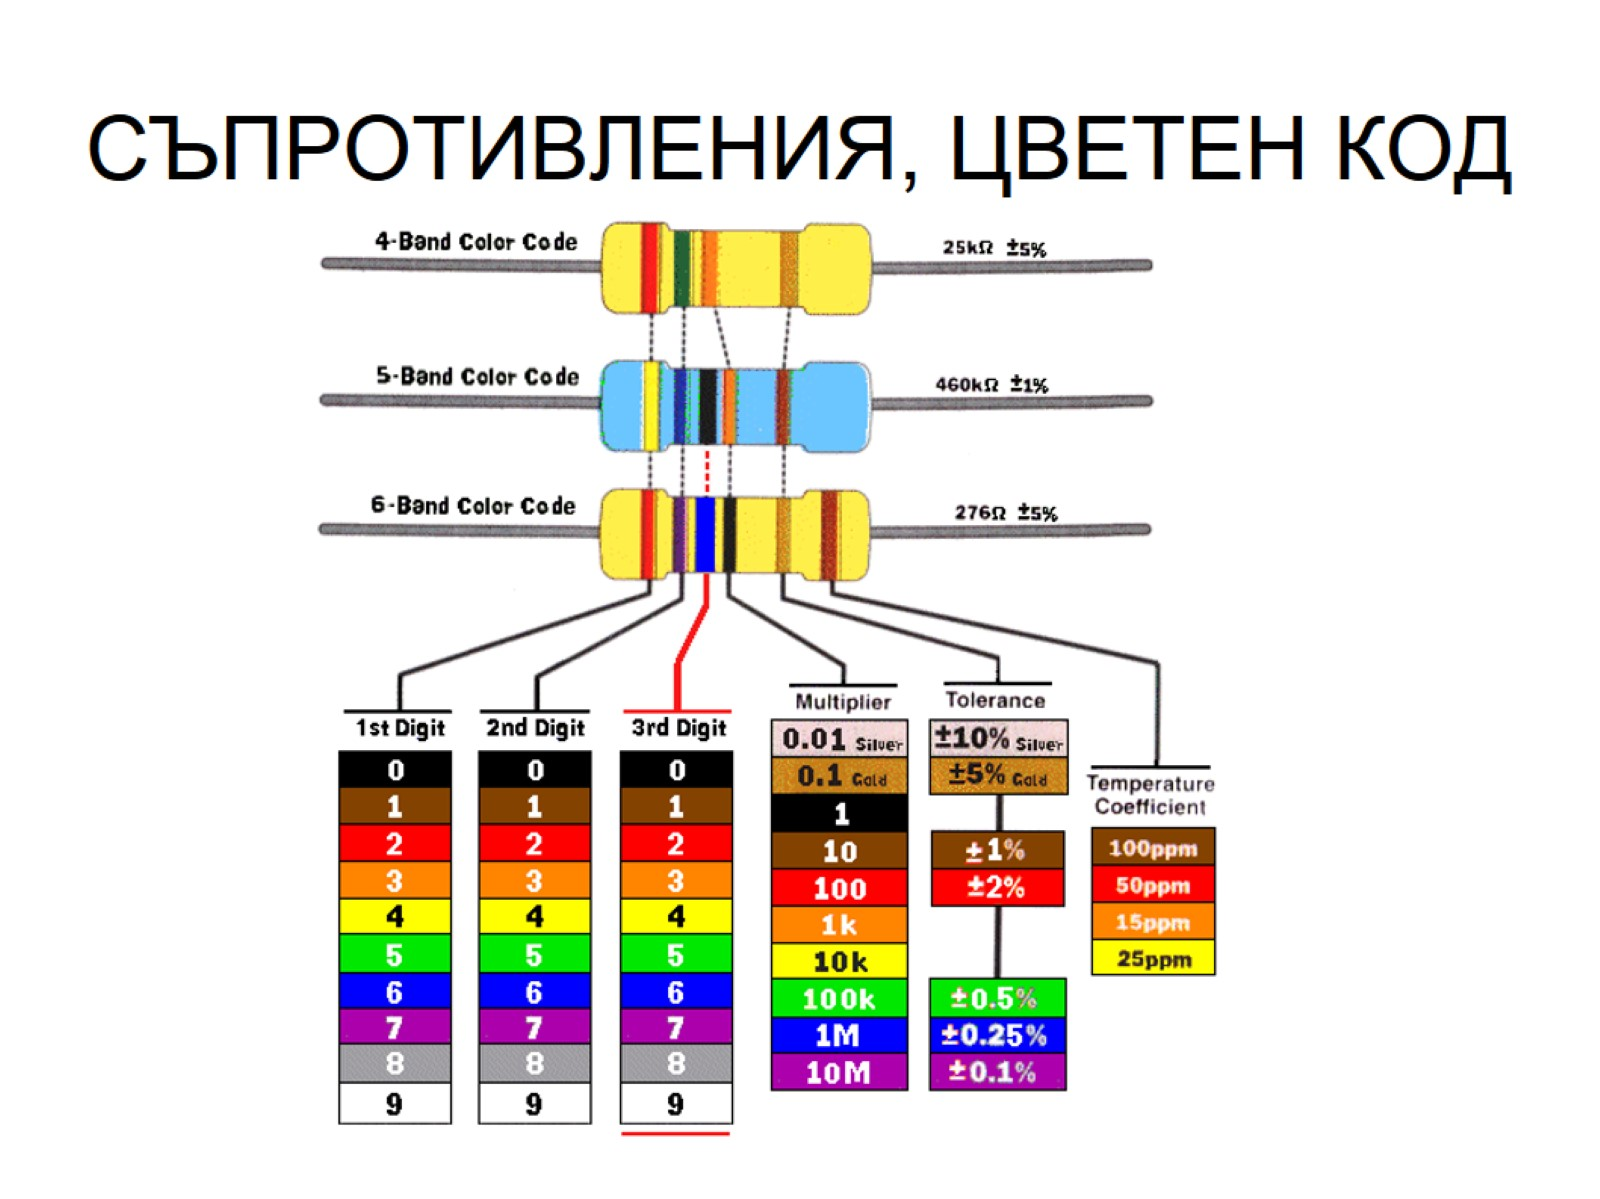 СЪПРОТИВЛЕНИЯ, ЦВЕТЕН КОД
4-Band Color Code
25kΩ ±5%
5-Band Color Code
460kΩ ±1%
6-Band Color Code
276Ω ±5%
1st Digit
0
1
2
3
4
5
6
7
8
9
2nd Digit
0
1
2
3
4
5
6
7
8
9
3rd Digit
0
1
2
3
4
5
6
7
8
9
Multiplier
0.01 Silver
0.1 Gold
1
10
100
1k
10k
100k
1M
10M
Tolerance
±10% Silver
±5% Gold
±1%
±2%
±0.5%
±0.25%
±0.1%
Temperature
Coefficient
100ppm
50ppm
15ppm
25ppm